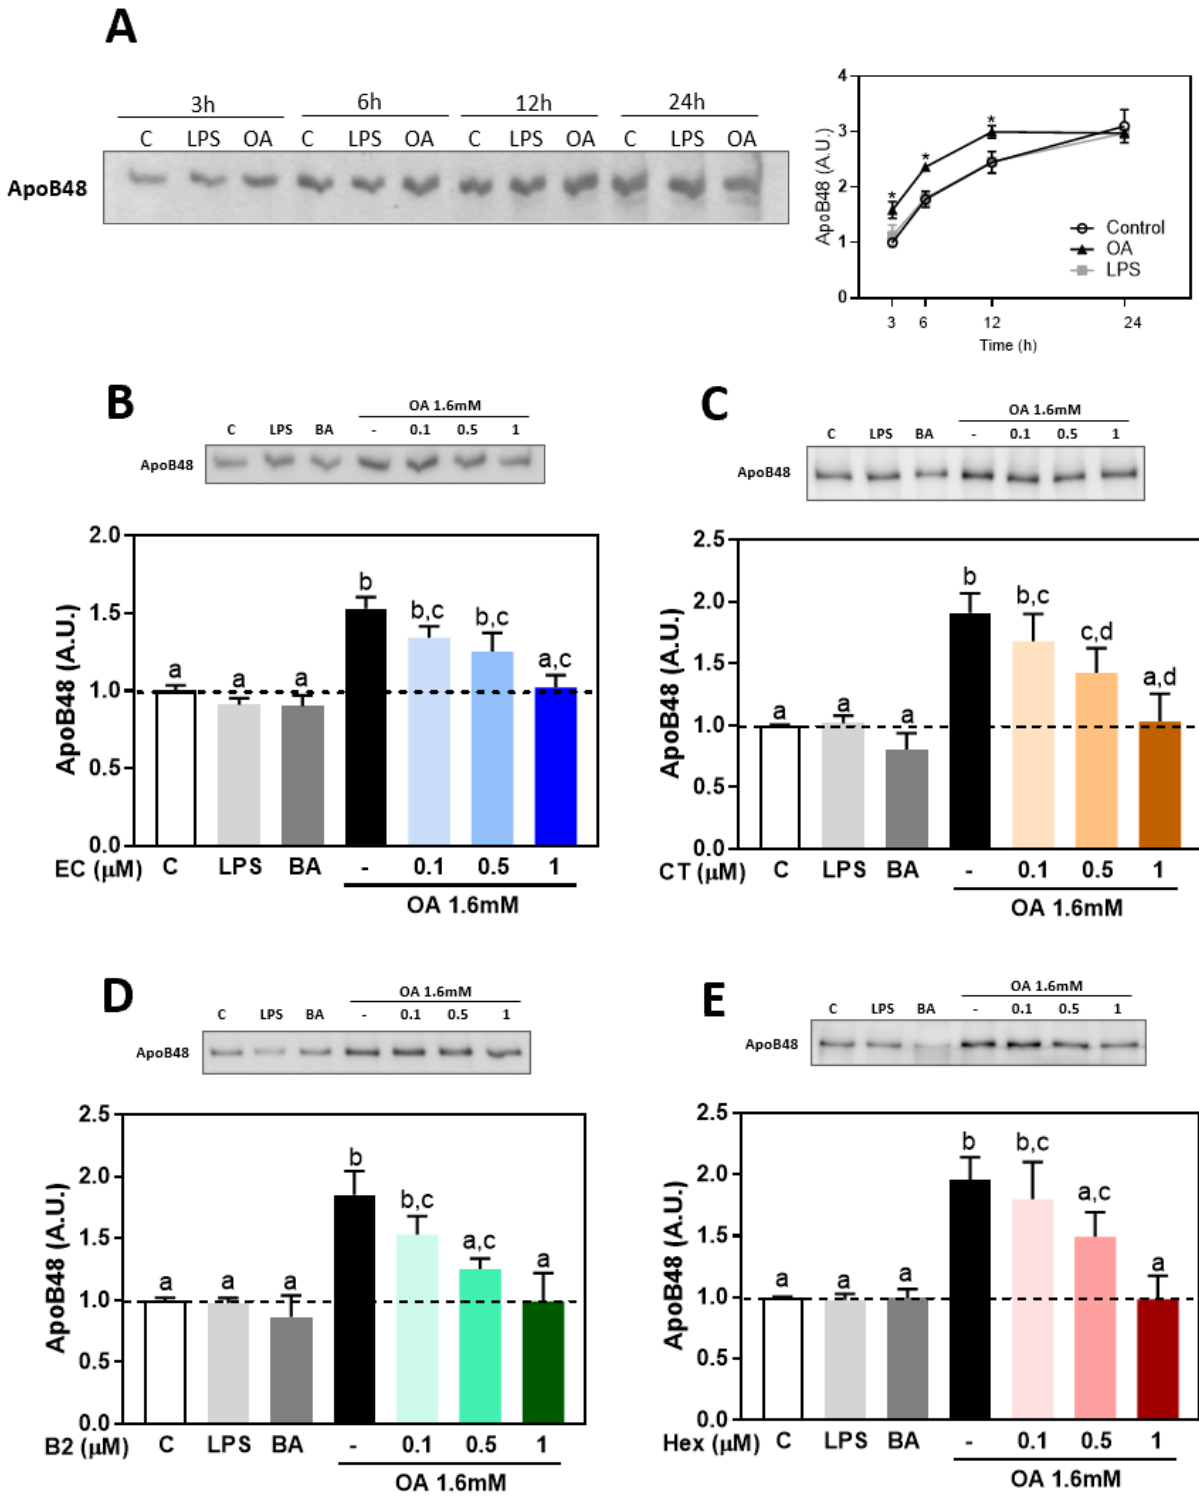 A
3h 6h 12h 24h
C LPS OA C LPS OA C LPS OA C LPS OA
ApoB48
4
3
2
1
0
ApoB48 (A.U.)
* * *
Control
OA
LPS
3 6 12 24
Time (h)
B
OA 1.6mM
C LPS BA - 0.1 0.5 1
ApoB48
2.0
1.5
1.0
0.5
0.0
ApoB48 (A.U.)
a a a b b,c b,c a,c
EC (μM) C LPS BA - 0.1 0.5 1
OA 1.6mM
C
OA 1.6mM
C LPS BA - 0.1 0.5 1
ApoB48
2.5
2.0
1.5
1.0
0.5
0.0
ApoB48 (A.U.)
a a a b b,c c,d a,d
CT (μM) C LPS BA - 0.1 0.5 1
OA 1.6mM
D
OA 1.6mM
C LPS BA - 0.1 0.5 1
ApoB48
2.5
2.0
1.5
1.0
0.5
0.0
ApoB48 (A.U.)
a a a b b,c a,c a
B2 (μM) C LPS BA - 0.1 0.5 1
OA 1.6mM
E
OA 1.6mM
C LPS BA - 0.1 0.5 1
ApoB48
2.5
2.0
1.5
1.0
0.5
0.0
ApoB48 (A.U.)
a a a b b,c a,c a
Hex (μM) C LPS BA - 0.1 0.5 1
OA 1.6mM